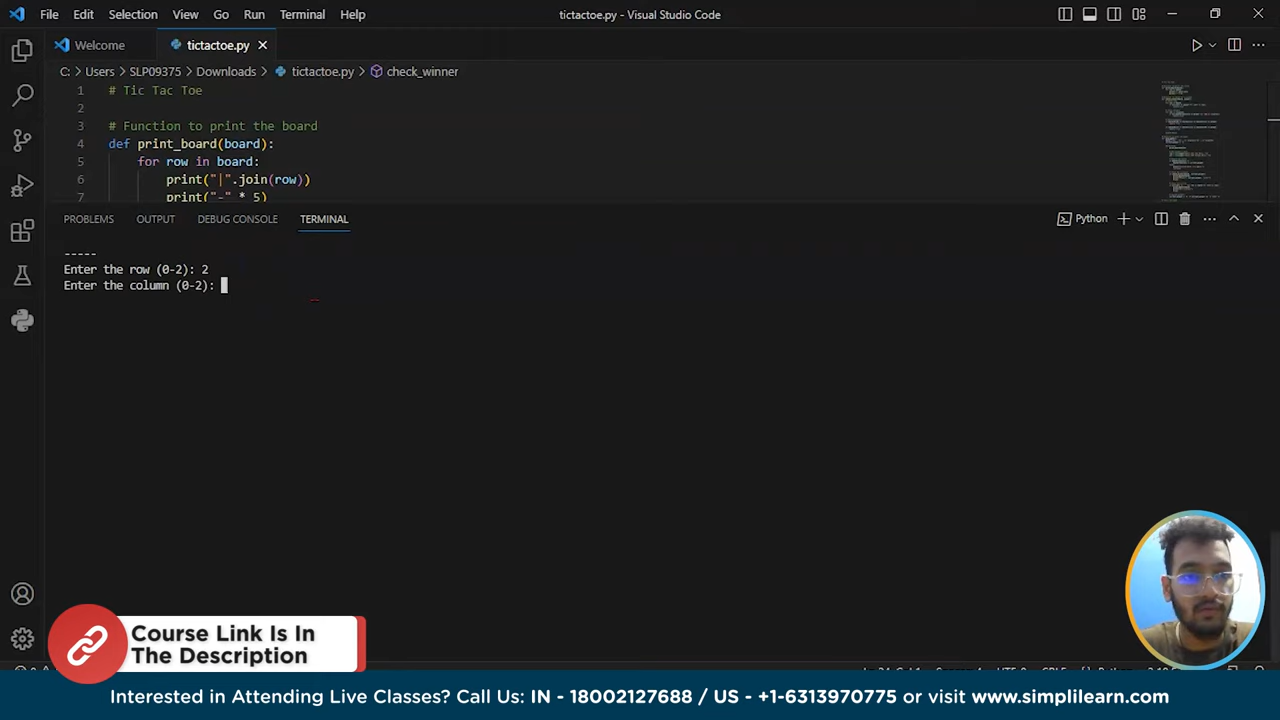 File Edit Selection View Go Run Terminal Help
tictactoe.py - Visual Studio Code
Welcome
tictactoe.py
C: > Users > SLP09375 > Downloads > tictactoe.py > check_winner
1 # Tic Tac Toe
2
3 # Function to print the board
4 def print_board(board):
5 for row in board:
6 print("|".join(row))
7 print("-" * 5)
PROBLEMS OUTPUT DEBUG CONSOLE TERMINAL
Python
-----
Enter the row (0-2): 2
Enter the column (0-2):
Course Link Is In
The Description
Interested in Attending Live Classes? Call Us: IN - 18002127688 / US - +1-6313970775 or visit www.simplilearn.com